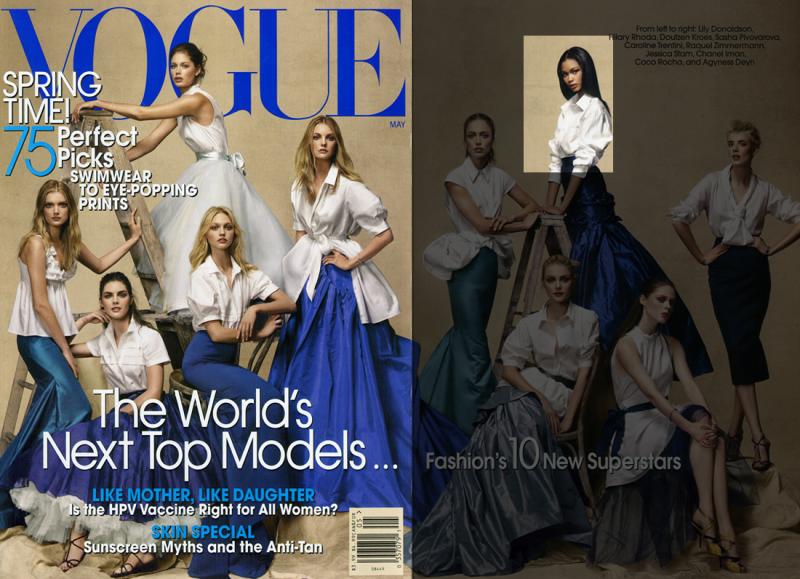 VOGUE
MAY
SPRING
TIME!
75 Perfect
Picks
SWIMWEAR
TO EYE-POPPING
PRINTS
The World's
Next Top Models...
LIKE MOTHER, LIKE DAUGHTER
Is the HPV Vaccine Right for All Women?
SKIN SPECIAL
Sunscreen Myths and the Anti-Tan
From left to right: Lily Donaldson,
Hilary Rhoda, Doutzen Kroes, Sasha Pivovarova,
Caroline Trentini, Raquel Zimmermann,
Jessica Stam, Chanel Iman,
Coco Rocha, and Agyness Deyn
Fashion's 10 New Superstars